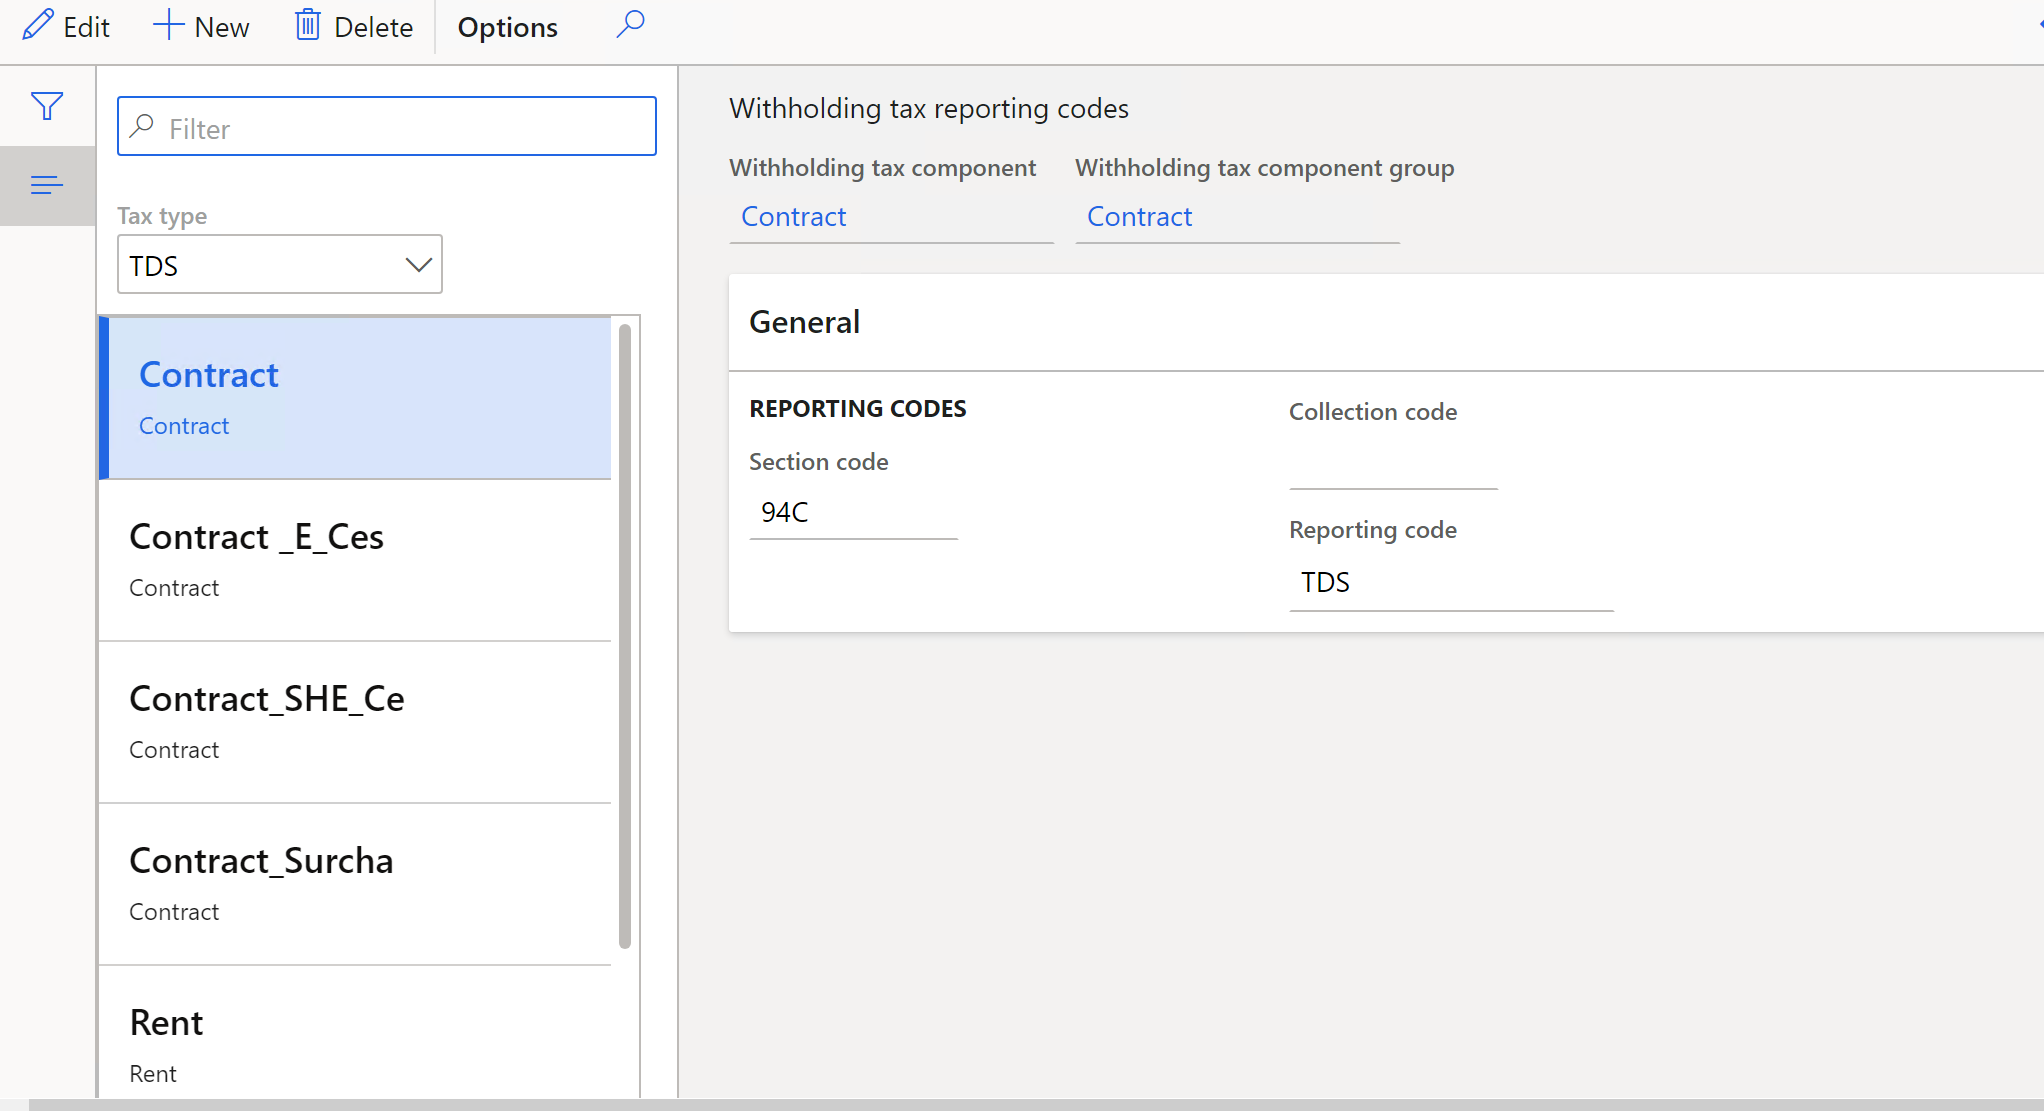 Edit New Delete Options
Filter
Tax type
TDS
Contract
Contract
Contract _E_Ces
Contract
Contract_SHE_Ce
Contract
Contract_Surcha
Contract
Rent
Rent
Withholding tax reporting codes
Withholding tax component Withholding tax component group
Contract Contract
General
REPORTING CODES
Section code
94C
Collection code
Reporting code
TDS